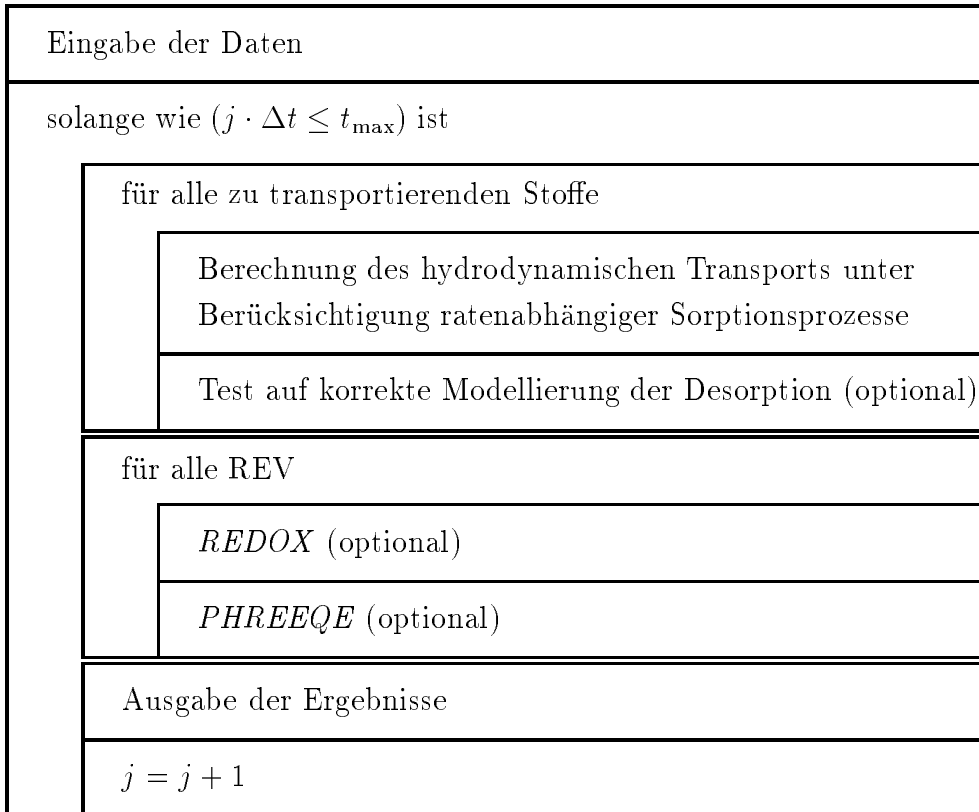 Eingabe der Daten
solange wie (j · Δt ≤ t_max) ist
für alle zu transportierenden Stoffe
Berechnung des hydrodynamischen Transports unter
Berücksichtigung ratenabhängiger Sorptionsprozesse
Test auf korrekte Modellierung der Desorption (optional)
für alle REV
REDOX (optional)
PHREEQE (optional)
Ausgabe der Ergebnisse
j = j + 1